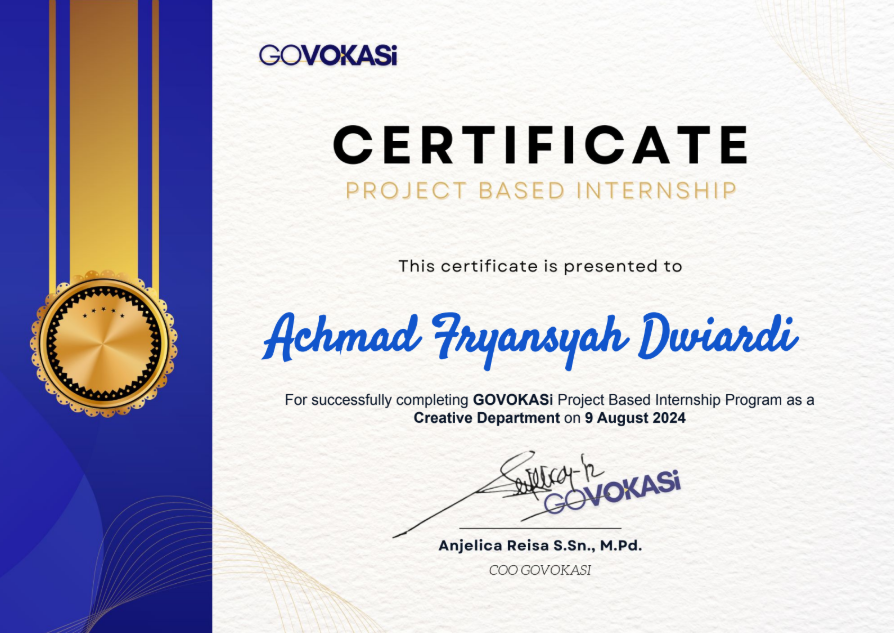 GOVOKASi
CERTIFICATE
PROJECT BASED INTERNSHIP
This certificate is presented to
Achmad Fryansyah Dwiardi
For successfully completing GOVOKASi Project Based Internship Program as a
Creative Department on 9 August 2024
GOVOKASi
Anjelica Reisa S.Sn., M.Pd.
COO GOVOKASI